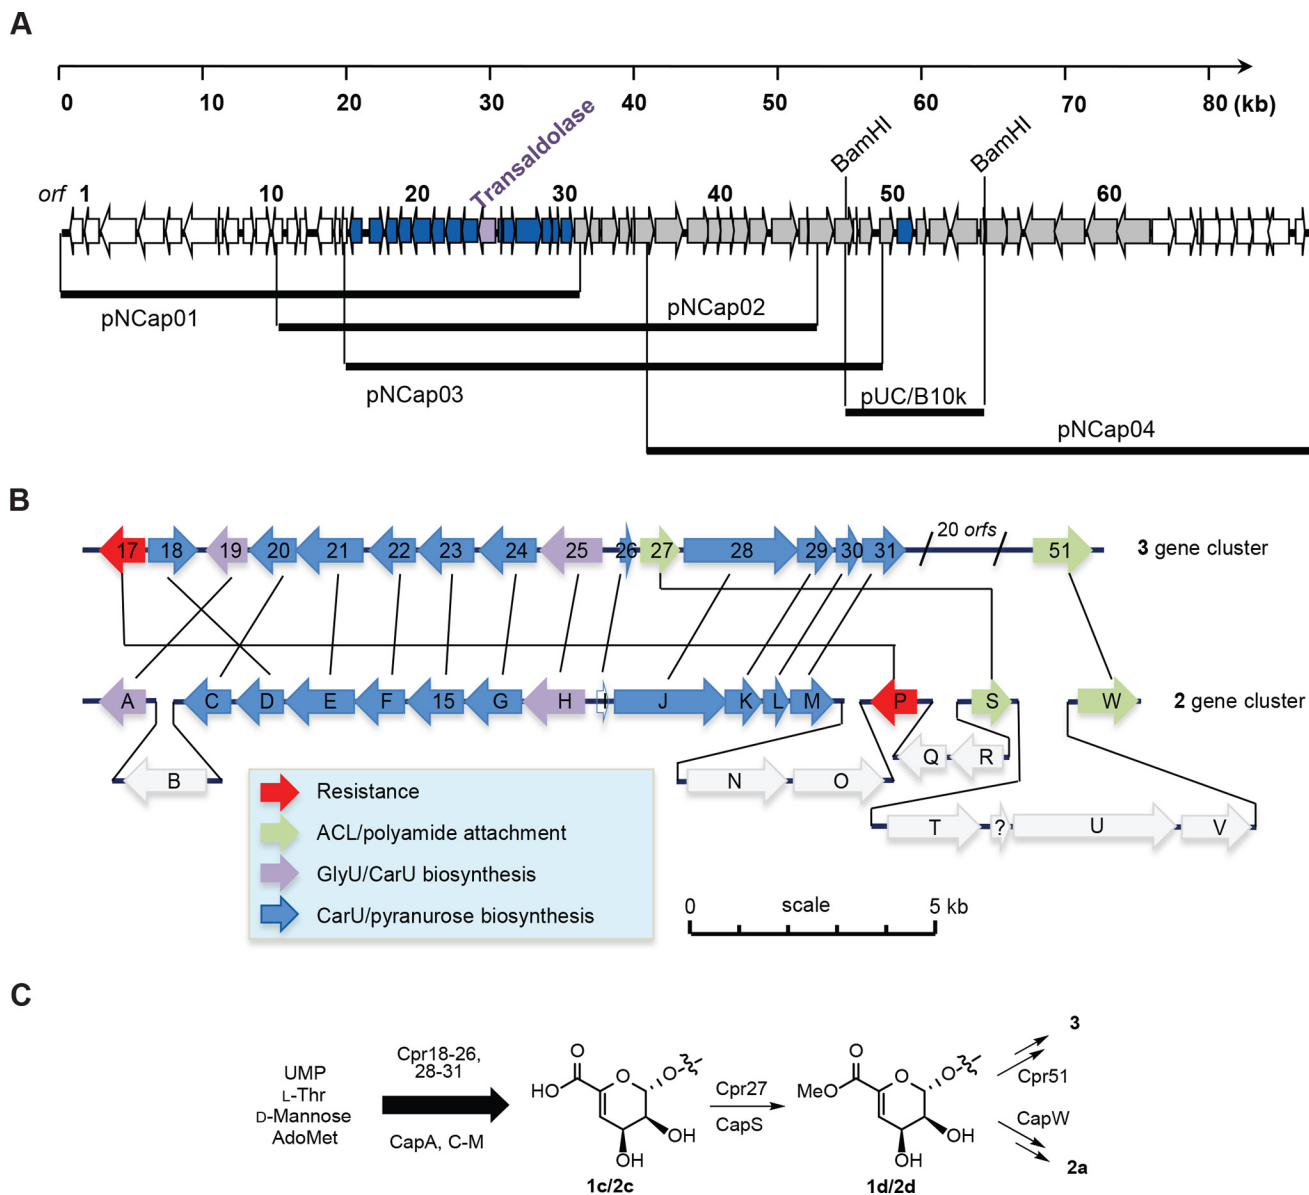 A
0 10 20 30 40 50 60 70 80 (kb)
Transaldolase
BamHI
BamHI
orf 1 10 20 30 40 50 60
pNCap01
pNCap02
pNCap03
pUC/B10k
pNCap04
B
17 18 19 20 21 22 23 24 25 26 27 28 29 30 31 20 orfs 51
3 gene cluster
A C D E F 15 G H I J K L M P S W
2 gene cluster
B N O Q R
T ? U V
Resistance
ACL/polyamide attachment
GlyU/CarU biosynthesis
CarU/pyranurose biosynthesis
0 scale 5 kb
C
UMP
L-Thr
D-Mannose
AdoMet
Cpr18-26,
28-31
CapA, C-M
O
HO
O
O
OH
OH
1c/2c
Cpr27
CapS
O
MeO
O
O
OH
OH
1d/2d
3
Cpr51
CapW
2a